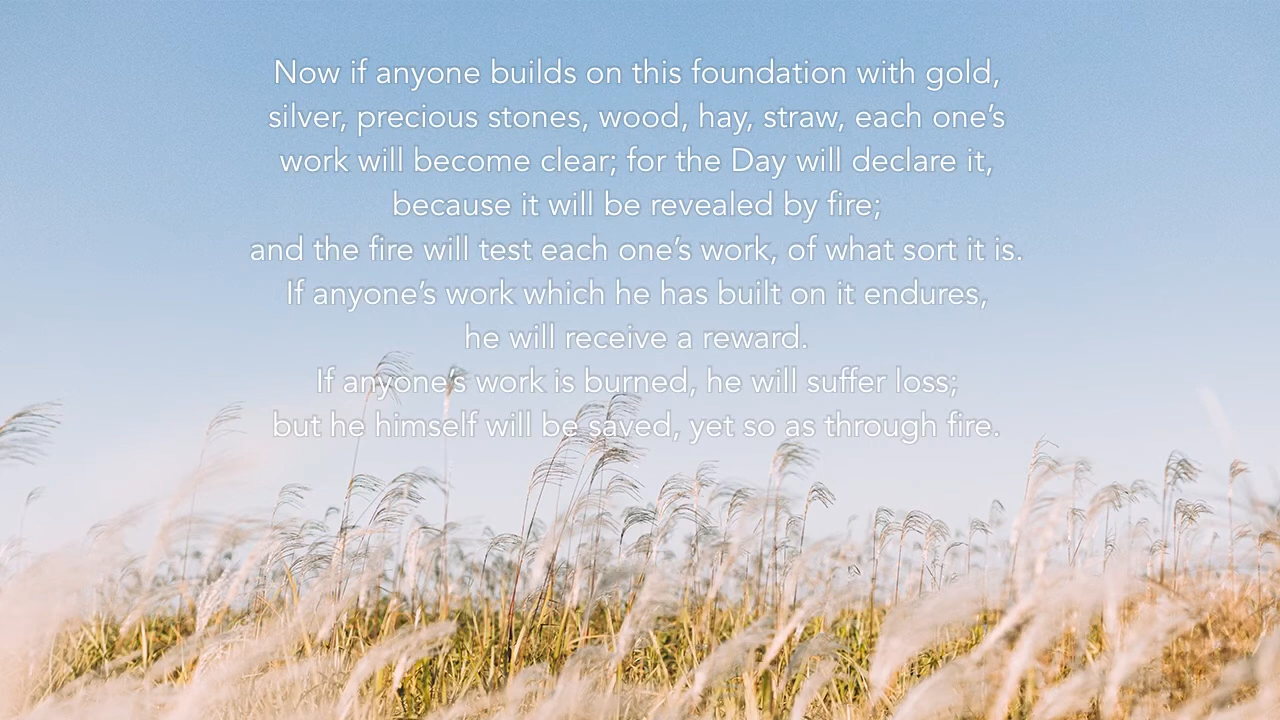 Now if anyone builds on this foundation with gold,
silver, precious stones, wood, hay, straw, each one’s
work will become clear; for the Day will declare it,
because it will be revealed by fire;
and the fire will test each one’s work, of what sort it is.
If anyone’s work which he has built on it endures,
he will receive a reward.
If anyone’s work is burned, he will suffer loss;
but he himself will be saved, yet so as through fire.